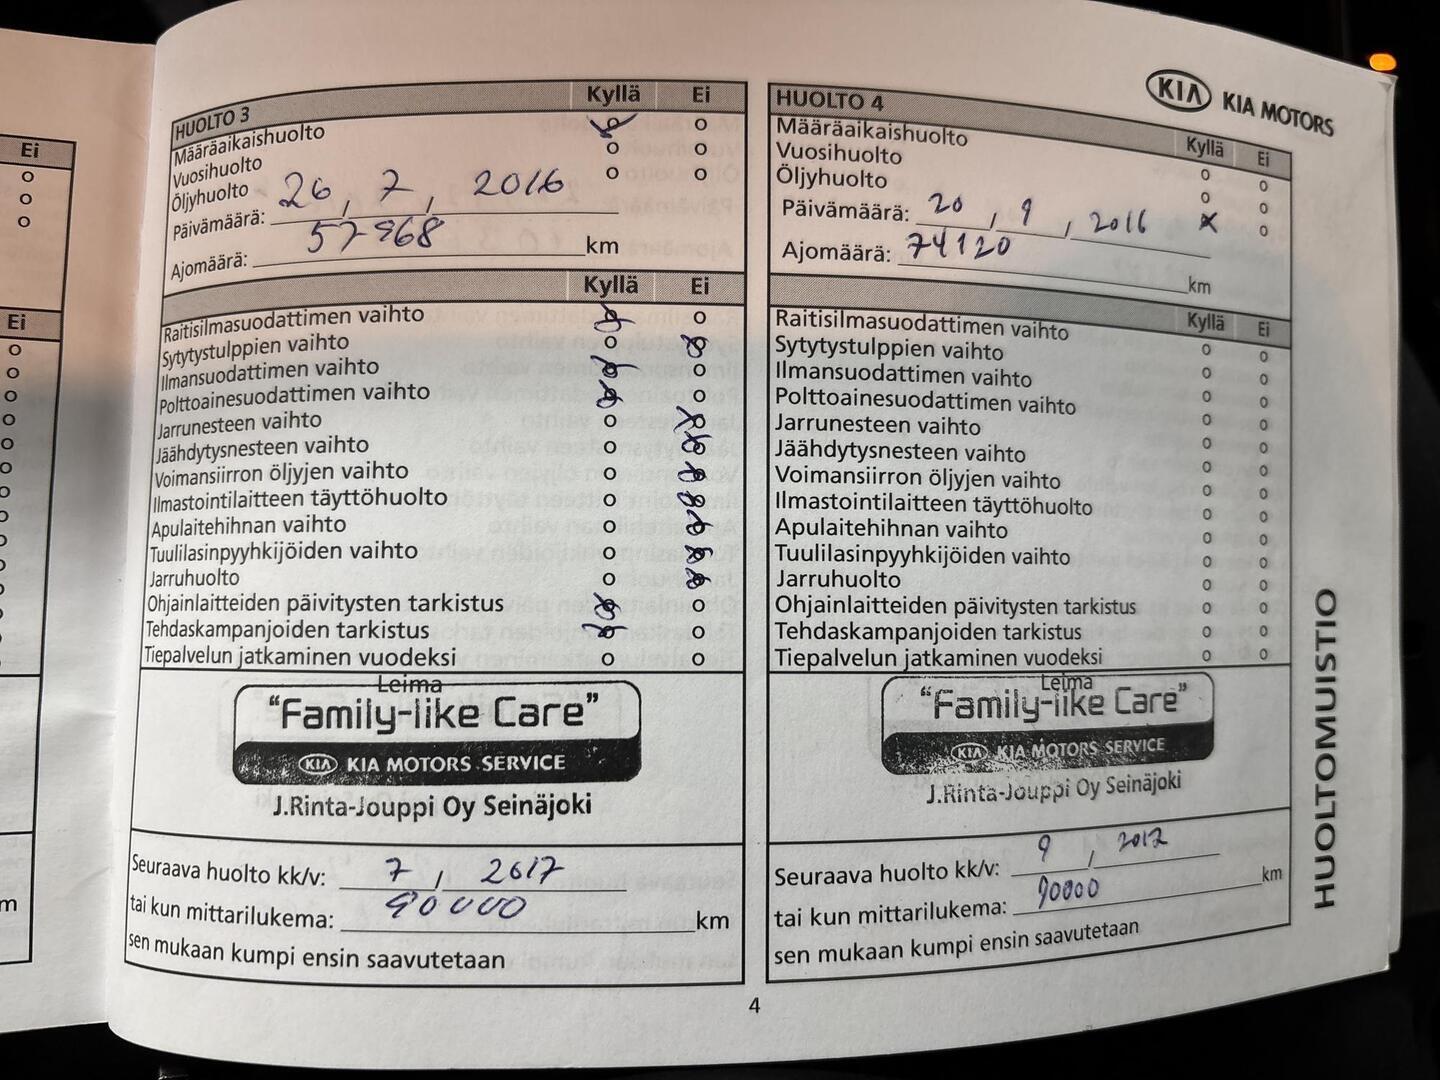 Ei
Ei
m
HUOLTO 3 Kyllä Ei
Määräaikaishuolto
Vuosihuolto
Öljyhuolto
Päivämäärä: 26, 7, 2016
Ajomäärä: 57968 km
Kyllä Ei
Raitisilmasuodattimen vaihto
Sytytystulppien vaihto
Ilmansuodattimen vaihto
Polttoainesuodattimen vaihto
Jarrunesteen vaihto
Jäähdytysnesteen vaihto
Voimansiirron öljyjen vaihto
Ilmastointilaitteen täyttöhuolto
Apulaitehihnan vaihto
Tuulilasinpyyhkijöiden vaihto
Jarruhuolto
Ohjainlaitteiden päivitysten tarkistus
Tehdaskampanjoiden tarkistus
Tiepalvelun jatkaminen vuodeksi
Leima
"Family-like Care"
KIA KIA MOTORS SERVICE
J.Rinta-Jouppi Oy Seinäjoki
Seuraava huolto kk/v: 7 / 2017
tai kun mittarilukema: 90000 km
sen mukaan kumpi ensin saavutetaan
KIA KIA MOTORS
HUOLTO 4 Kyllä Ei
Määräaikaishuolto
Vuosihuolto
Öljyhuolto
Päivämäärä: 20, 9, 2016
Ajomäärä: 74120 km
Kyllä Ei
Raitisilmasuodattimen vaihto
Sytytystulppien vaihto
Ilmansuodattimen vaihto
Polttoainesuodattimen vaihto
Jarrunesteen vaihto
Jäähdytysnesteen vaihto
Voimansiirron öljyjen vaihto
Ilmastointilaitteen täyttöhuolto
Apulaitehihnan vaihto
Tuulilasinpyyhkijöiden vaihto
Jarruhuolto
Ohjainlaitteiden päivitysten tarkistus
Tehdaskampanjoiden tarkistus
Tiepalvelun jatkaminen vuodeksi
Leima
"Family-like Care"
KIA KIA MOTORS SERVICE
J.Rinta-Jouppi Oy Seinäjoki
Seuraava huolto kk/v: 9 / 2017
tai kun mittarilukema: 90000 km
sen mukaan kumpi ensin saavutetaan
HUOLTOMUISTIO
4